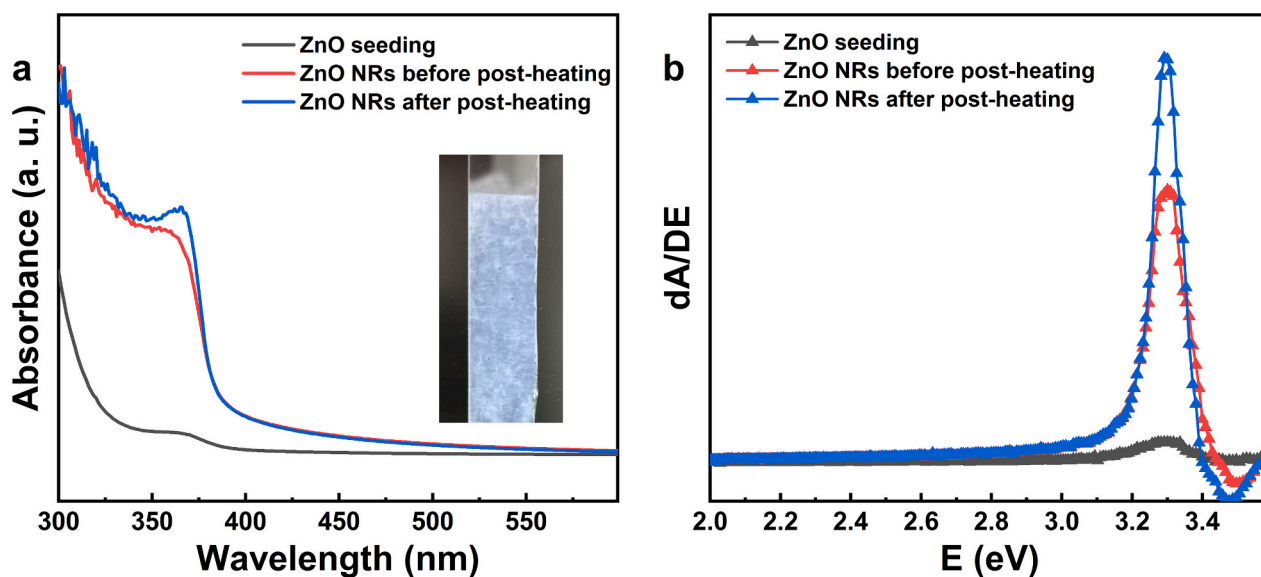 a
ZnO seeding
ZnO NRs before post-heating
ZnO NRs after post-heating
Absorbance (a. u.)
300 350 400 450 500 550
Wavelength (nm)
b
ZnO seeding
ZnO NRs before post-heating
ZnO NRs after post-heating
dA/DE
2.0 2.2 2.4 2.6 2.8 3.0 3.2 3.4
E (eV)